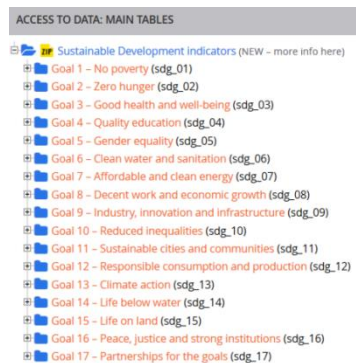 ACCESS TO DATA: MAIN TABLES
ZIP Sustainable Development indicators (NEW – more info here)
Goal 1 – No poverty (sdg_01)
Goal 2 – Zero hunger (sdg_02)
Goal 3 – Good health and well-being (sdg_03)
Goal 4 – Quality education (sdg_04)
Goal 5 – Gender equality (sdg_05)
Goal 6 – Clean water and sanitation (sdg_06)
Goal 7 – Affordable and clean energy (sdg_07)
Goal 8 – Decent work and economic growth (sdg_08)
Goal 9 – Industry, innovation and infrastructure (sdg_09)
Goal 10 – Reduced inequalities (sdg_10)
Goal 11 – Sustainable cities and communities (sdg_11)
Goal 12 – Responsible consumption and production (sdg_12)
Goal 13 – Climate action (sdg_13)
Goal 14 – Life below water (sdg_14)
Goal 15 – Life on land (sdg_15)
Goal 16 – Peace, justice and strong institutions (sdg_16)
Goal 17 – Partnerships for the goals (sdg_17)